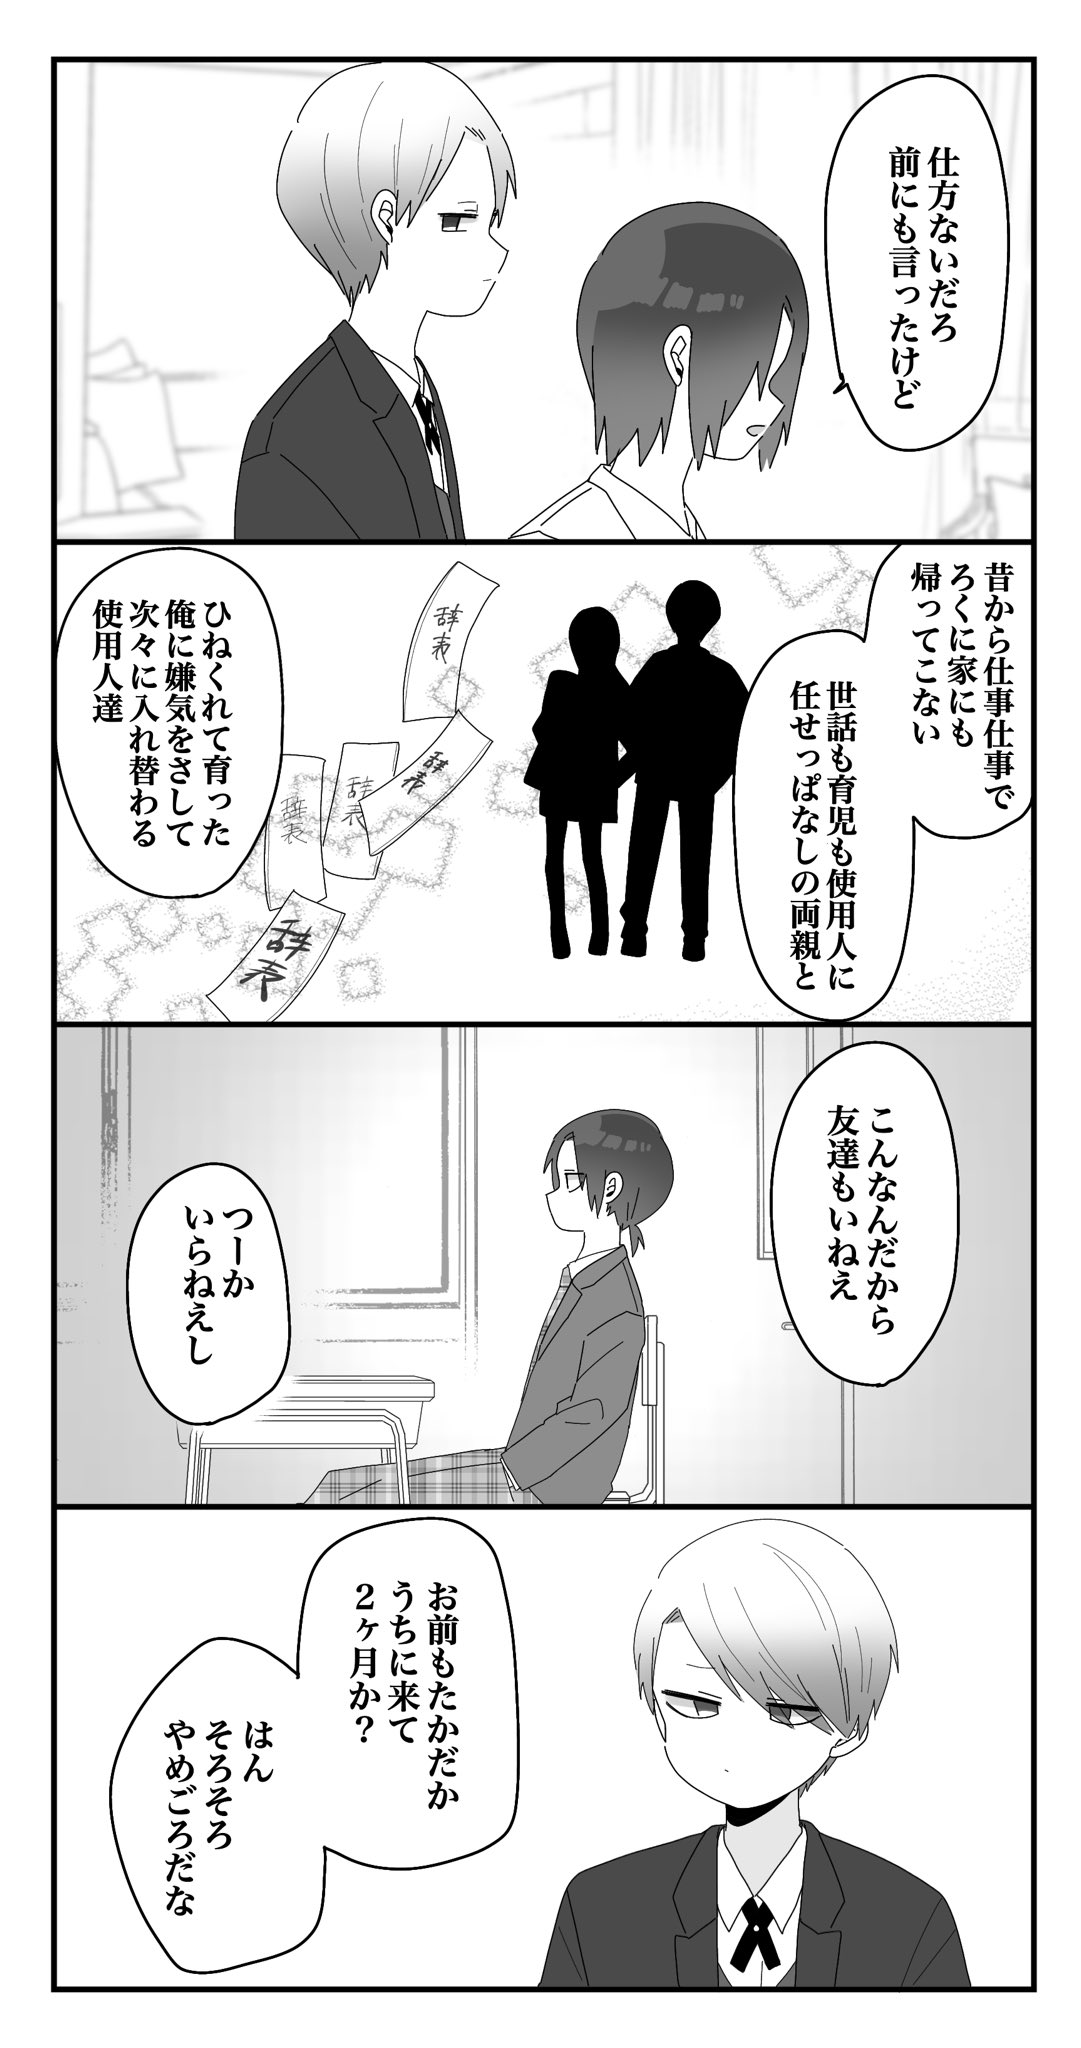 仕方ないだろ
前にも言ったけど
昔から仕事仕事で
ろくに家にも
帰ってこない
世話も育児も使用人に
任せっぱなしの両親と
辞表
辞表
辞表
辞表
辞表
ひねくれて育った
俺に嫌気をさして
次々に入れ替わる
使用人達
こんなんだから
友達もいねえ
つーか
いらねえし
お前もたかだか
うちに来て
2ヶ月か?
はん
そろそろ
やめごろだな